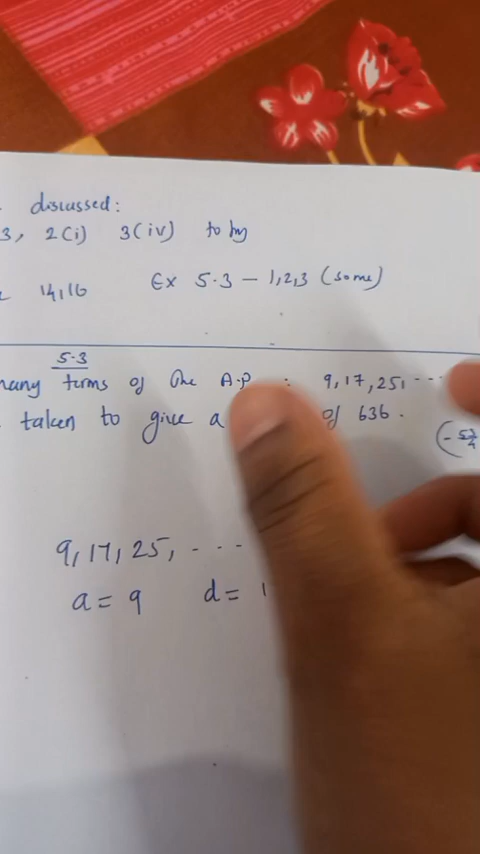 discussed:
3, 2(i) 3(iv) to try
14,16 Ex 5.3 – 1,2,3 (some)
5.3
many terms of the A.P. : 9, 17, 25, ...
taken to give a of 636.
9, 17, 25, - - -
a = 9 d = 1